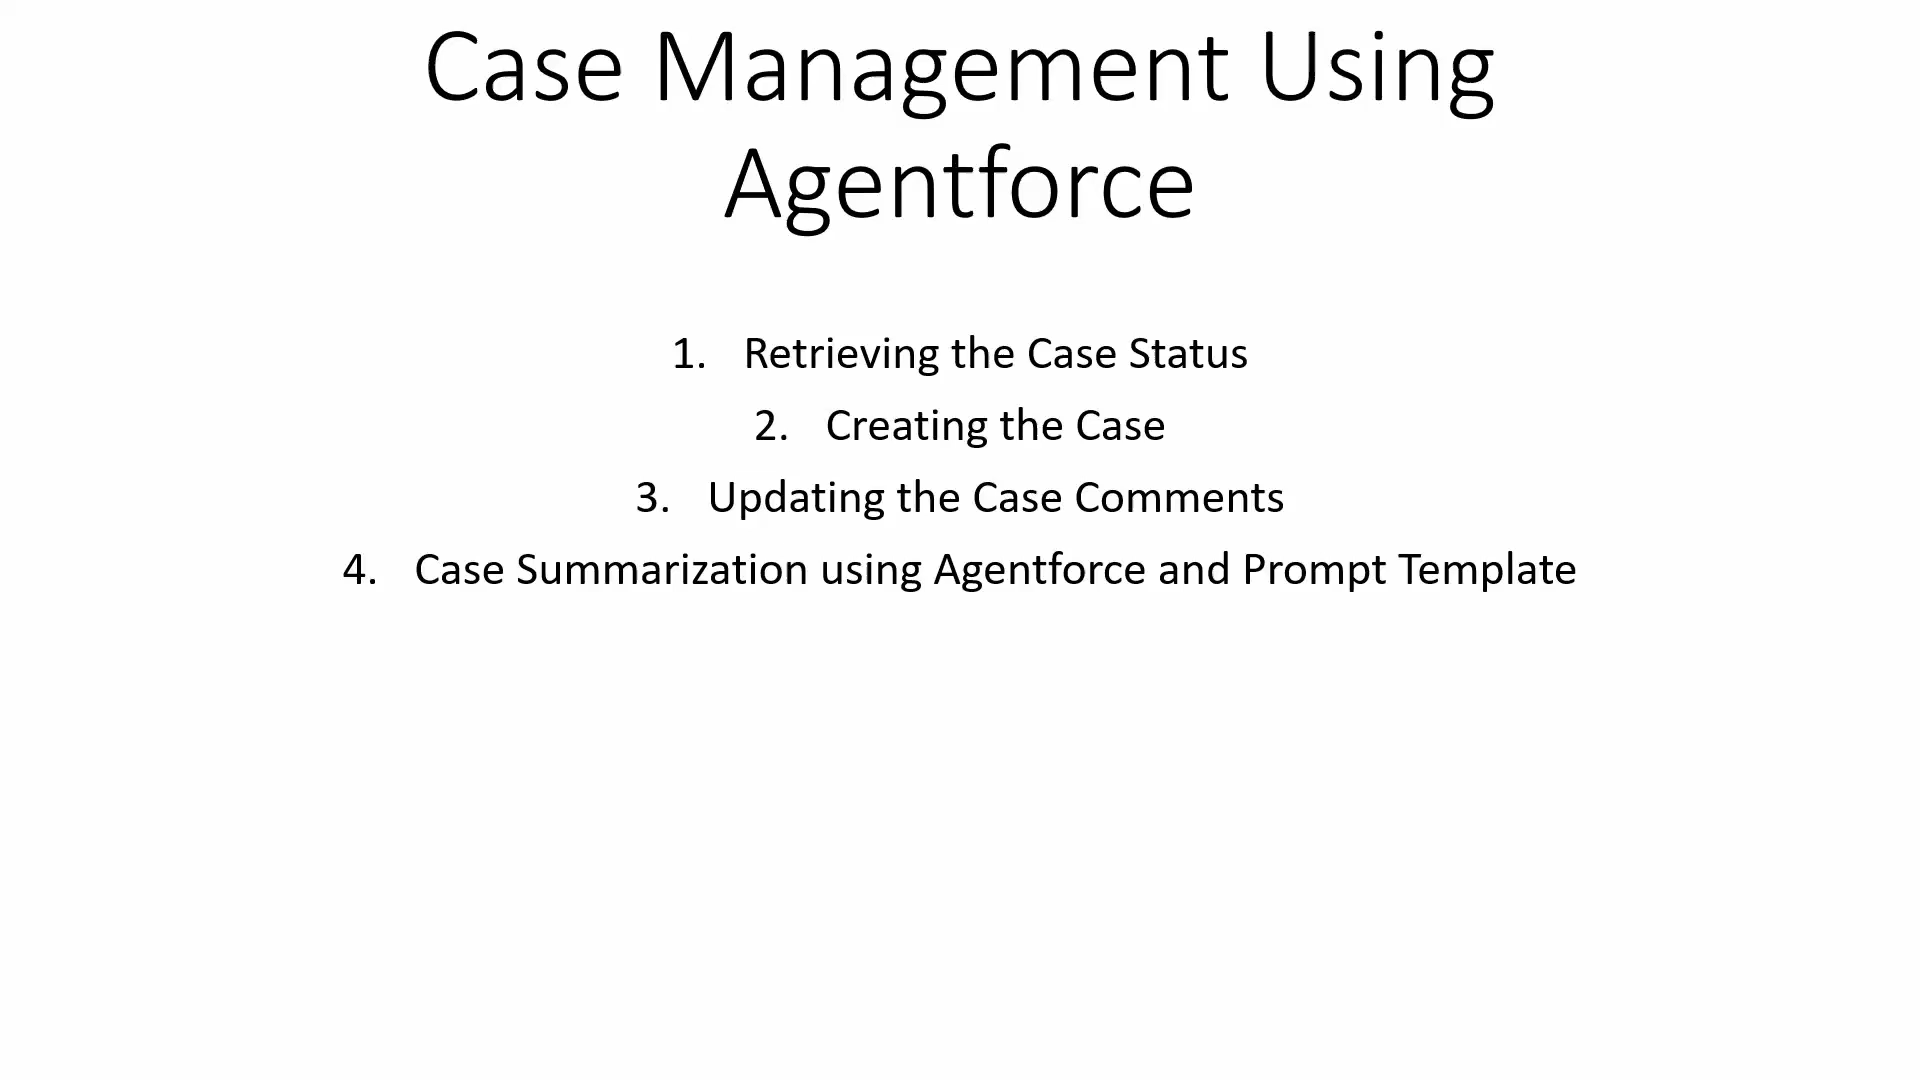 Case Management Using
Agentforce
1. Retrieving the Case Status
2. Creating the Case
3. Updating the Case Comments
4. Case Summarization using Agentforce and Prompt Template